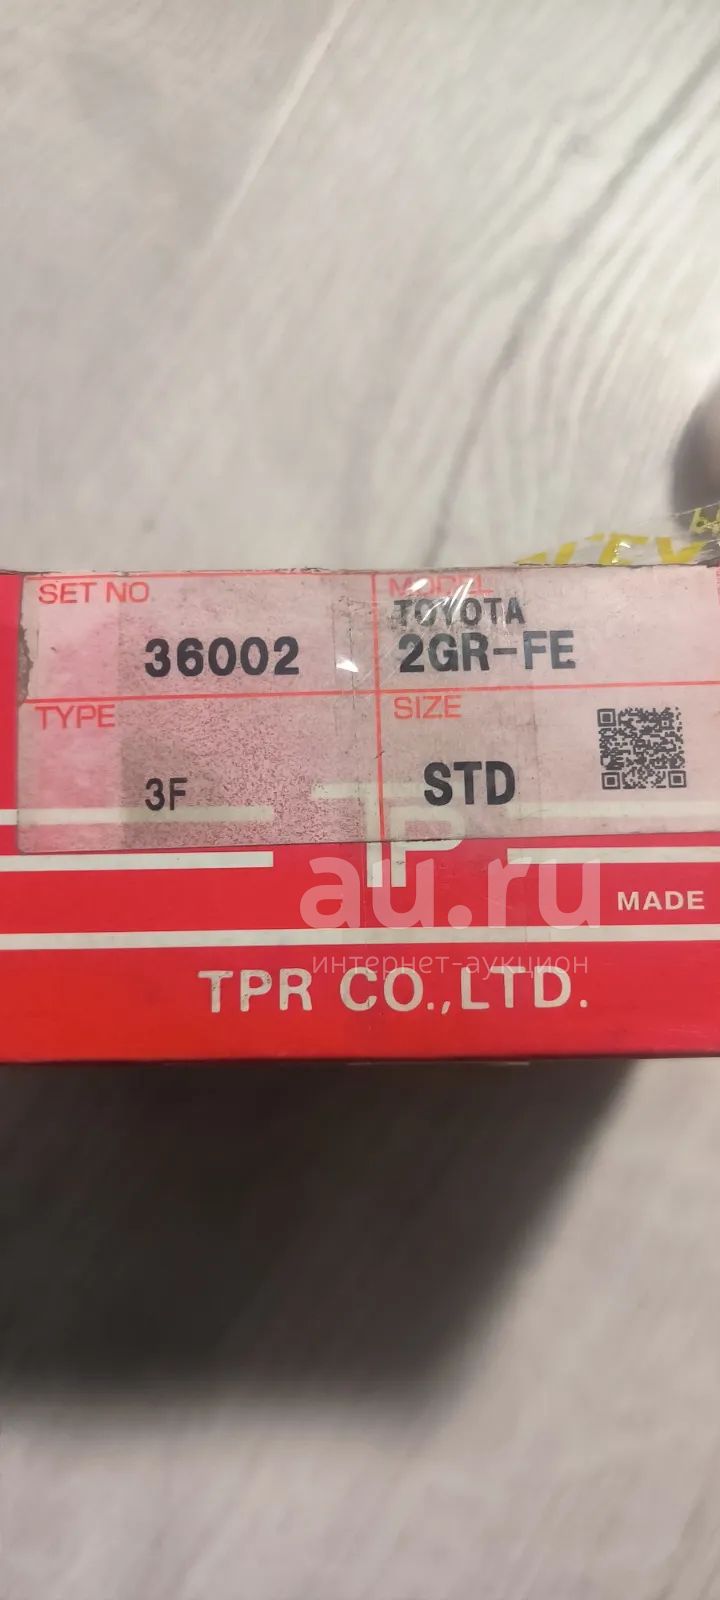 SET NO
MODEL
TOYOTA
36002
2GR-FE
TYPE
SIZE
3F
STD
TP
au.ru
MADE
интернет-аукцион
TPR CO.,LTD.